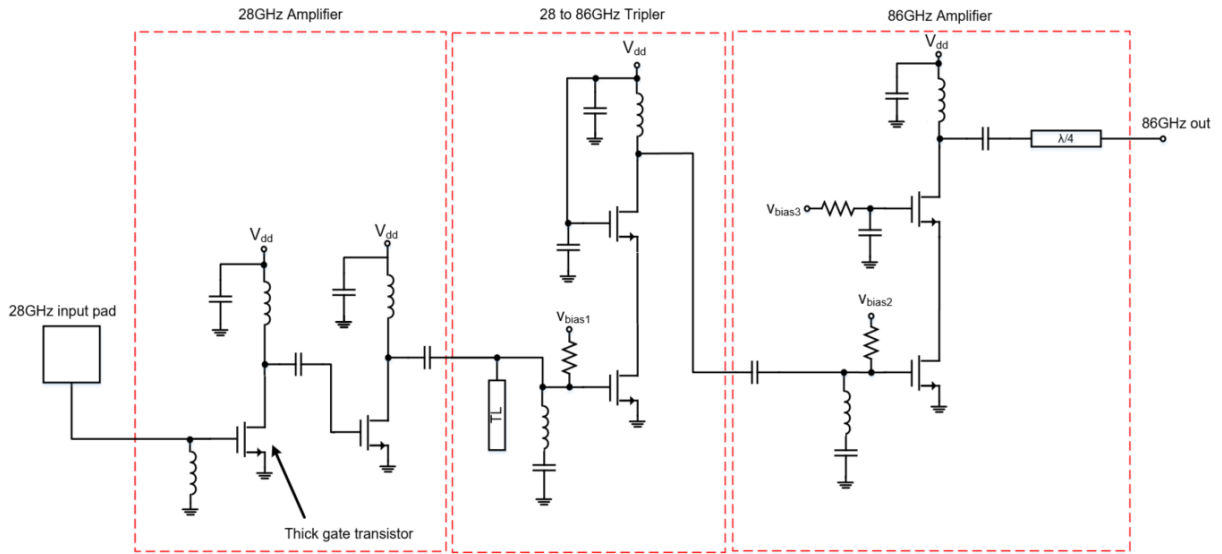 28GHz Amplifier
28 to 86GHz Tripler
86GHz Amplifier
Vdd
Vdd
Vdd
Vdd
86GHz out
λ/4
vbias3
28GHz input pad
vbias1
vbias2
TL
Thick gate transistor